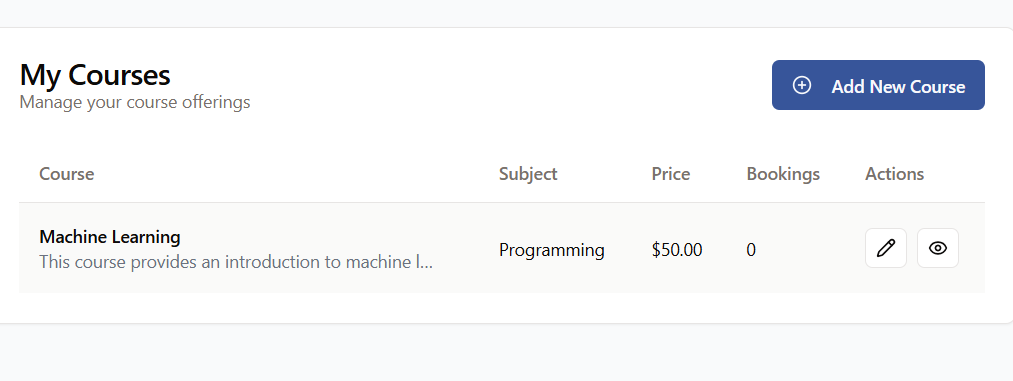 My Courses
Manage your course offerings
Add New Course
Course Subject Price Bookings Actions
Machine Learning
This course provides an introduction to machine l...
Programming $50.00 0